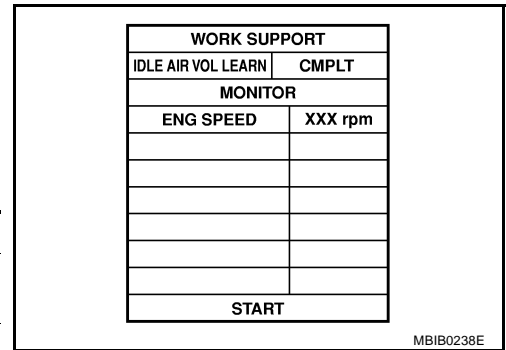 WORK SUPPORT
IDLE AIR VOL LEARN CMPLT
MONITOR
ENG SPEED XXX rpm
START
MBIB0238E